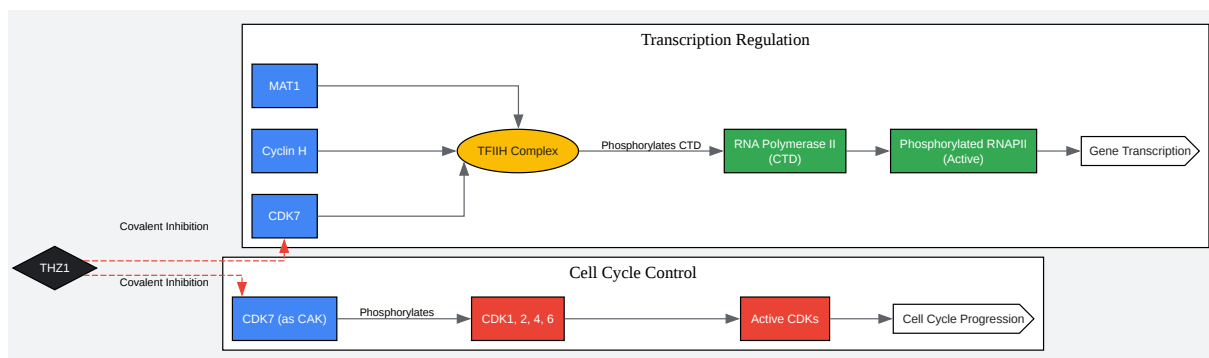 Transcription Regulation
MAT1
Cyclin H
TFIIH Complex
Phosphorylates CTD
RNA Polymerase II
(CTD)
Phosphorylated RNAPII
(Active)
Gene Transcription
CDK7
Covalent Inhibition
THZ1
Covalent Inhibition
Cell Cycle Control
CDK7 (as CAK)
Phosphorylates
CDK1, 2, 4, 6
Active CDKs
Cell Cycle Progression